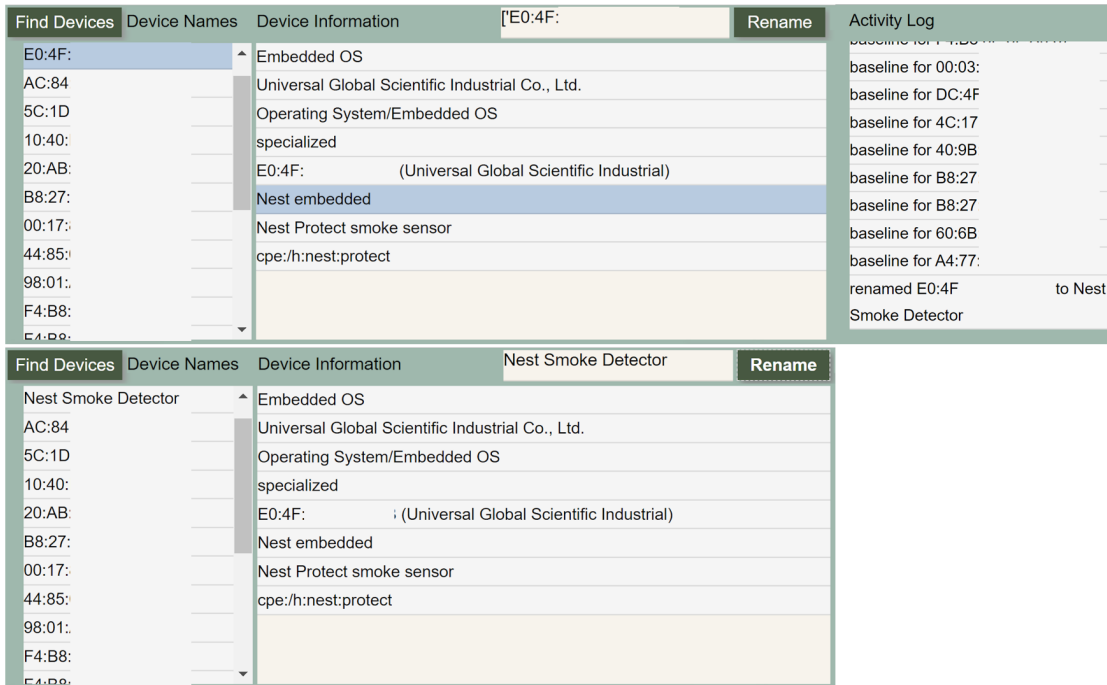 Find Devices Device Names Device Information ['E0:4F: Rename
E0:4F:
AC:84
5C:1D
10:40:
20:AB:
B8:27:
00:17:
44:85:
98:01:
F4:B8:
F4:B8:
Embedded OS
Universal Global Scientific Industrial Co., Ltd.
Operating System/Embedded OS
specialized
E0:4F: (Universal Global Scientific Industrial)
Nest embedded
Nest Protect smoke sensor
cpe:/h:nest:protect
Activity Log
baseline for
baseline for 00:03:
baseline for DC:4F
baseline for 4C:17
baseline for 40:9B
baseline for B8:27
baseline for B8:27
baseline for 60:6B
baseline for A4:77:
renamed E0:4F to Nest
Smoke Detector
Find Devices Device Names Device Information Nest Smoke Detector Rename
Nest Smoke Detector
AC:84
5C:1D
10:40:
20:AB:
B8:27:
00:17:
44:85:
98:01:
F4:B8:
F4:B8:
Embedded OS
Universal Global Scientific Industrial Co., Ltd.
Operating System/Embedded OS
specialized
E0:4F: (Universal Global Scientific Industrial)
Nest embedded
Nest Protect smoke sensor
cpe:/h:nest:protect